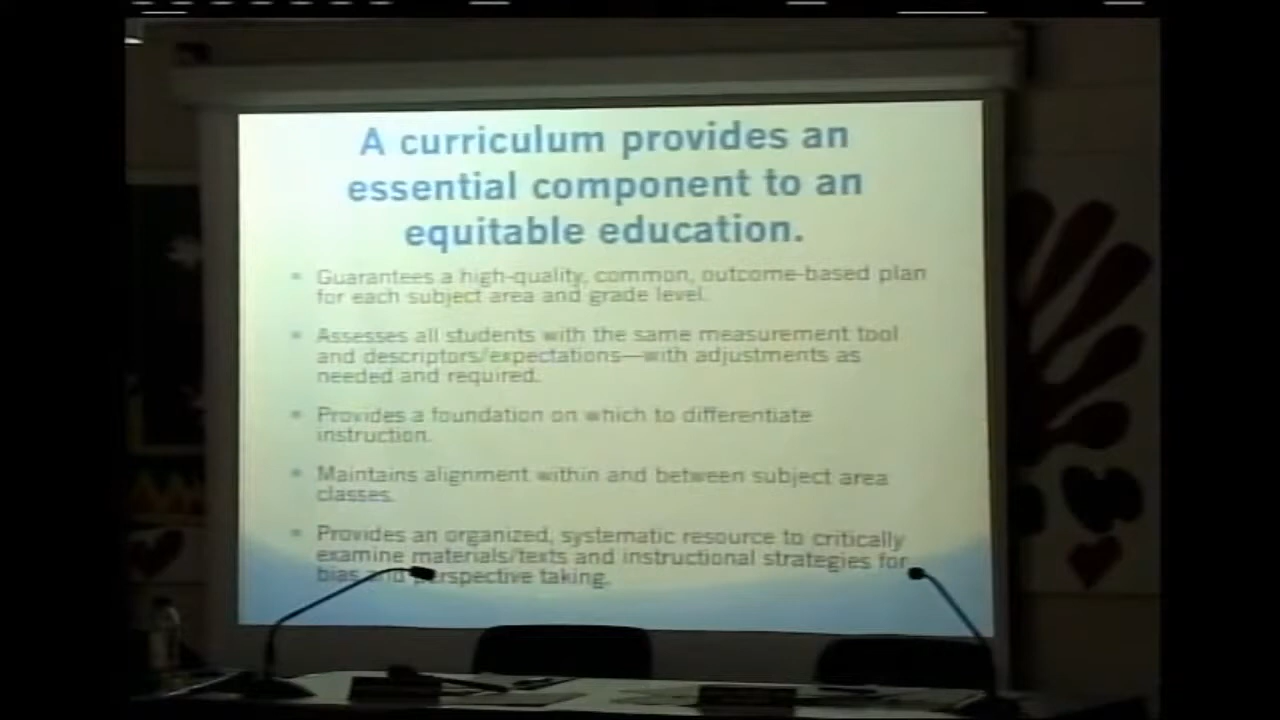 A curriculum provides an
essential component to an
equitable education.
Guarantees a high-quality, common, outcome-based plan
for each subject area and grade level.
Assesses all students with the same measurement tool
and descriptors/expectations—with adjustments as
needed and required.
Provides a foundation on which to differentiate
instruction.
Maintains alignment within and between subject area
classes.
Provides an organized, systematic resource to critically
examine materials/texts and instructional strategies for
bias and perspective taking.